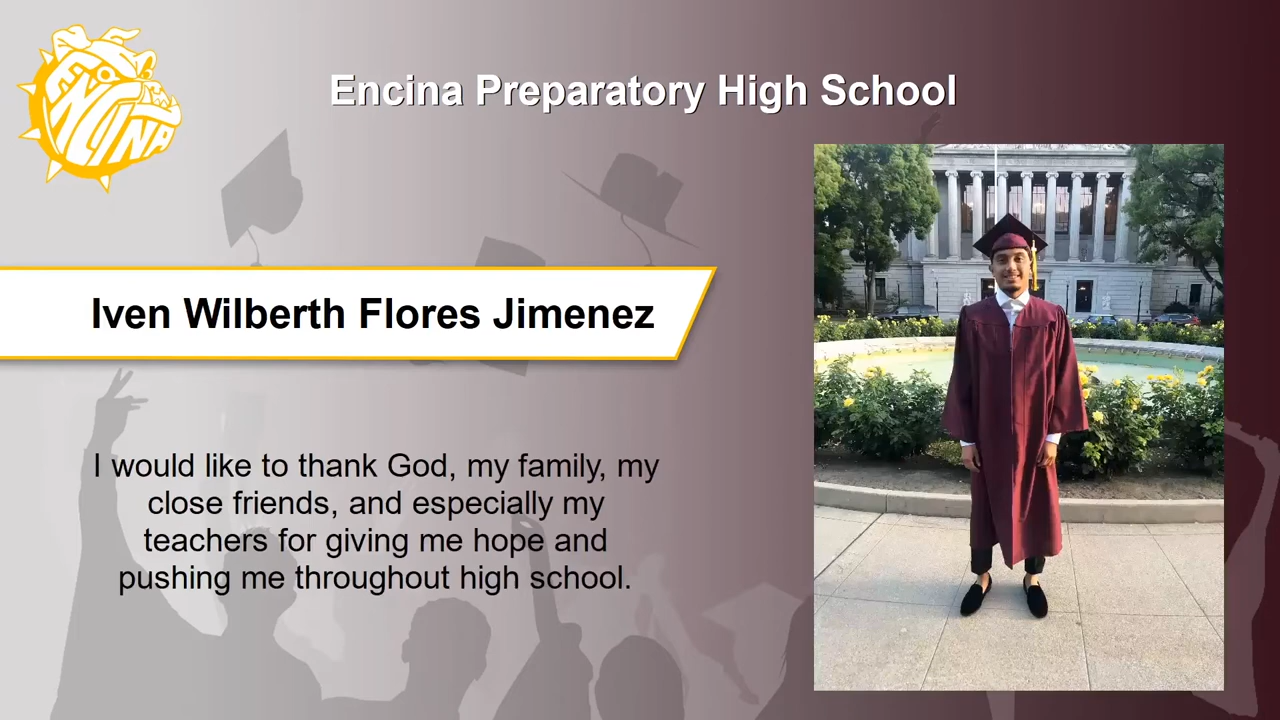 ENCINA
Encina Preparatory High School
Iven Wilberth Flores Jimenez
I would like to thank God, my family, my
close friends, and especially my
teachers for giving me hope and
pushing me throughout high school.